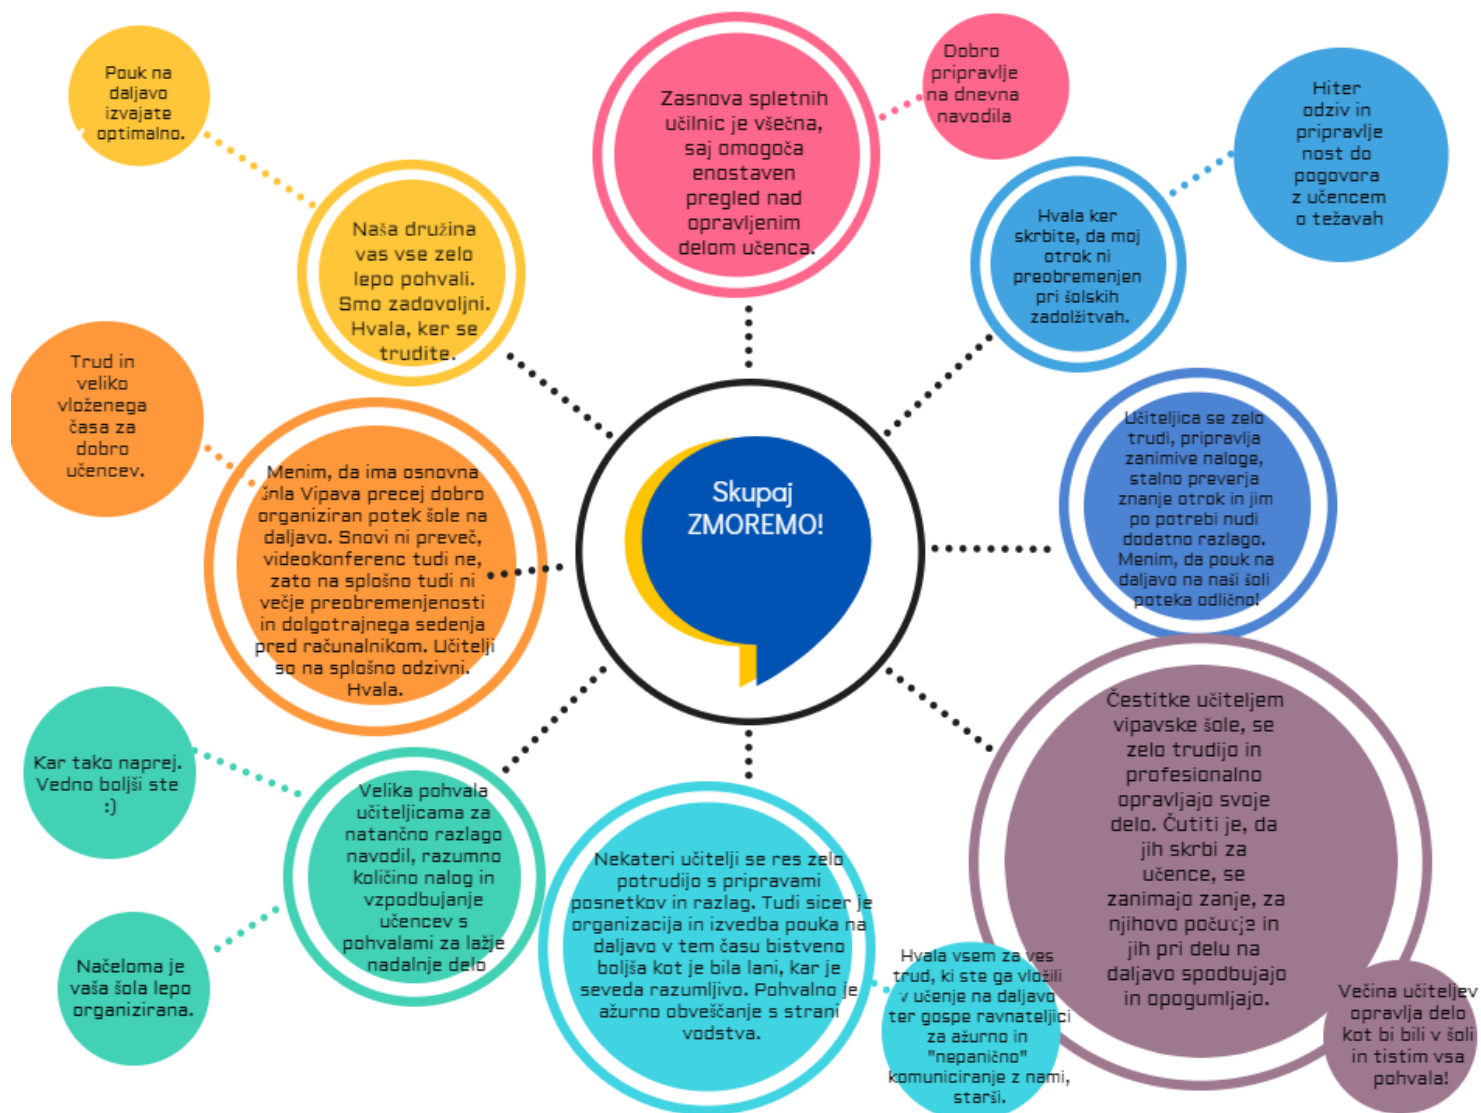 Pouk na
daljavo
izvajate
optimalno.
Naša družina
vas vse zelo
lepo pohvali.
Smo zadovoljni.
Hvala, ker se
trudite.
Zasnova spletnih
učilnic je všečna,
saj omogoča
enostaven
pregled nad
opravljenim
delom učenca.
Dobro
pripravlje
na dnevna
navodila
Hvala ker
skrbite, da moj
otrok ni
preobremenjen
pri šolskih
zadolžitvah.
Hiter
odziv in
pripravlje
nost do
pogovora
z učencem
o težavah
Trud in
veliko
vloženega
časa za
dobro
učencev.
Menim, da ima osnovna
šola Vipava precej dobro
organiziran potek šole na
daljavo. Snovi ni preveč,
videokonferenc tudi ne,
zato na splošno tudi ni
večje preobremenjenosti
in dolgotrajnega sedenja
pred računalnikom. Učitelji
so na splošno odzivni.
Hvala.
Skupaj
ZMOREMO!
Učiteljica se zelo
trudi, pripravlja
zanimive naloge,
stalno preverja
znanje otrok in jim
po potrebi nudi
dodatno razlago.
Menim, da pouk na
daljavo na naši šoli
poteka odlično!
Kar tako naprej.
Vedno boljši ste
:)
Velika pohvala
učiteljicama za
natančno razlago
navodil, razumno
količino nalog in
vzpodbujanje
učencev s
pohvalami za lažje
nadalnje delo
Načeloma je
vaša šola lepo
organizirana.
Nekateri učitelji se res zelo
potrudijo s pripravami
posnetkov in razlag. Tudi sicer je
organizacija in izvedba pouka na
daljavo v tem času bistveno
boljša kot je bila lani, kar je
seveda razumljivo. Pohvalno je
ažurno obveščanje s strani
vodstva.
Hvala vsem za ves
trud, ki ste ga vložili
v učenje na daljavo
ter gospe ravnateljici
za ažurno in
"nepanično"
komuniciranje z nami,
starši.
Čestitke učiteljem
vipavske šole, se
zelo trudijo in
profesionalno
opravljajo svoje
delo. Čutiti je, da
jih skrbi za
učence, se
zanimajo zanje, za
njihovo počutje in
jih pri delu na
daljavo spodbujajo
in opogumljajo.
Večina učiteljev
opravlja delo
kot bi bili v šoli
in tistim vsa
pohvala!